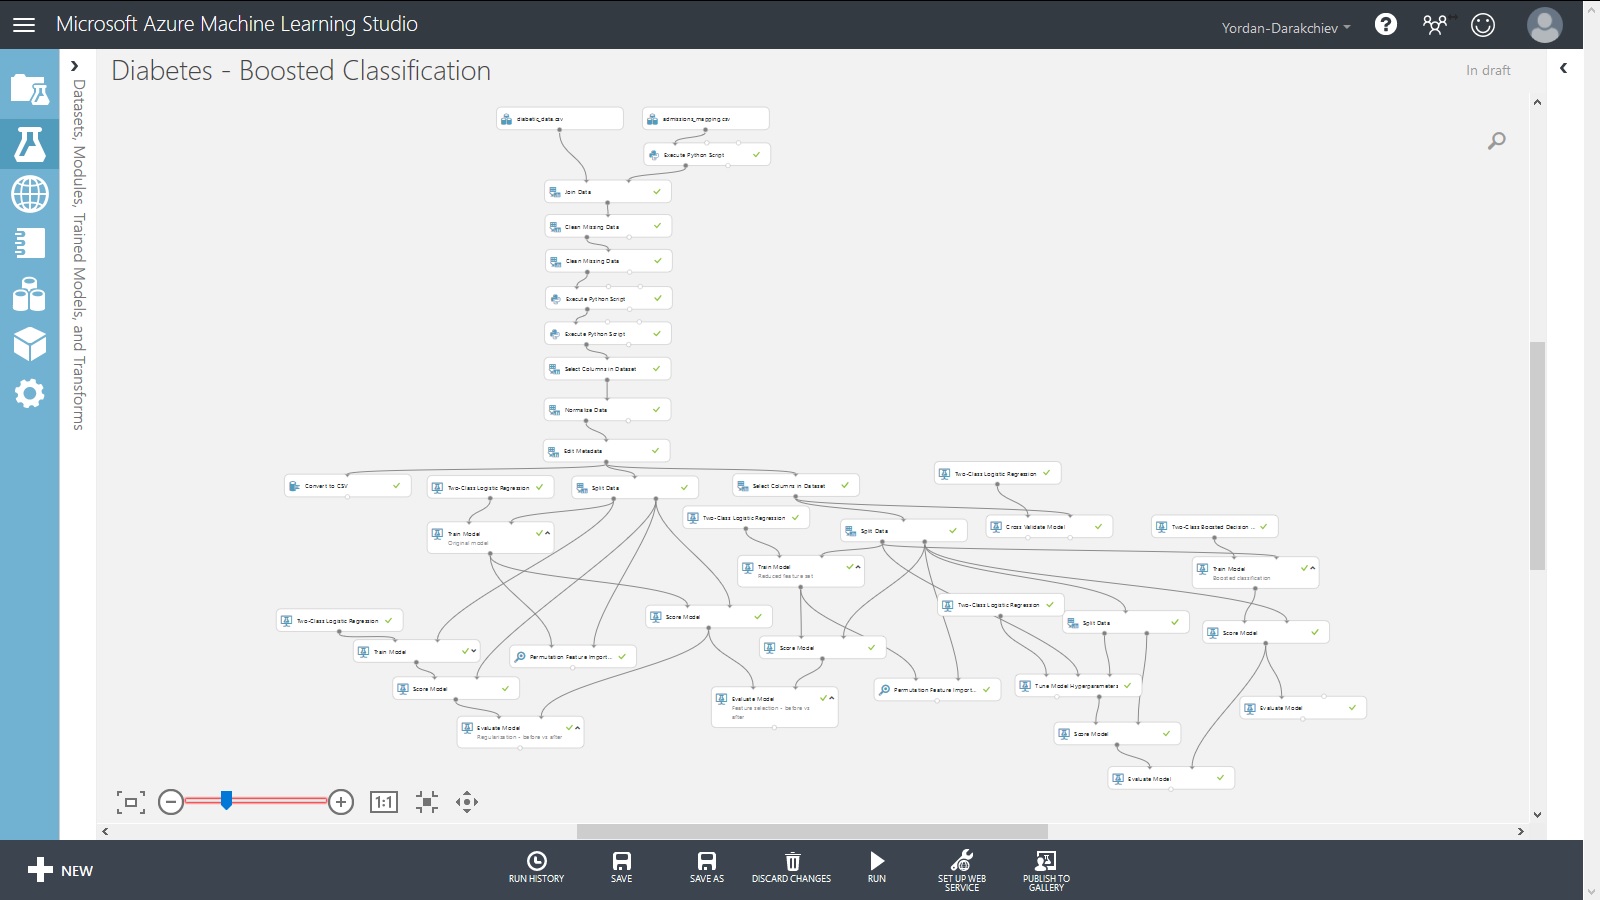 Microsoft Azure Machine Learning Studio
Yordan-Darakchiev
?
Datasets, Modules, Trained Models, and Transforms
Diabetes - Boosted Classification
In draft
diabetic_data.csv
admissions_mapping.csv
Execute Python Script
Join Data
Clean Missing Data
Clean Missing Data
Execute Python Script
Execute Python Script
Select Columns in Dataset
Normalize Data
Edit Metadata
Convert to CSV
Two-Class Logistic Regression
Split Data
Select Columns in Dataset
Two-Class Logistic Regression
Train Model
Original model
Two-Class Logistic Regression
Split Data
Cross Validate Model
Two-Class Boosted Decision ...
Train Model
Reduced feature set
Train Model
Boosted classification
Two-Class Logistic Regression
Score Model
Two-Class Logistic Regression
Split Data
Score Model
Train Model
Permutation Feature Import...
Score Model
Score Model
Evaluate Model
Feature selection - before vs
after
Permutation Feature Import...
Tune Model Hyperparameters
Evaluate Model
Evaluate Model
Regularization - before vs after
Score Model
Evaluate Model
1:1
NEW
RUN HISTORY
SAVE
SAVE AS
DISCARD CHANGES
RUN
SET UP WEB
SERVICE
PUBLISH TO
GALLERY